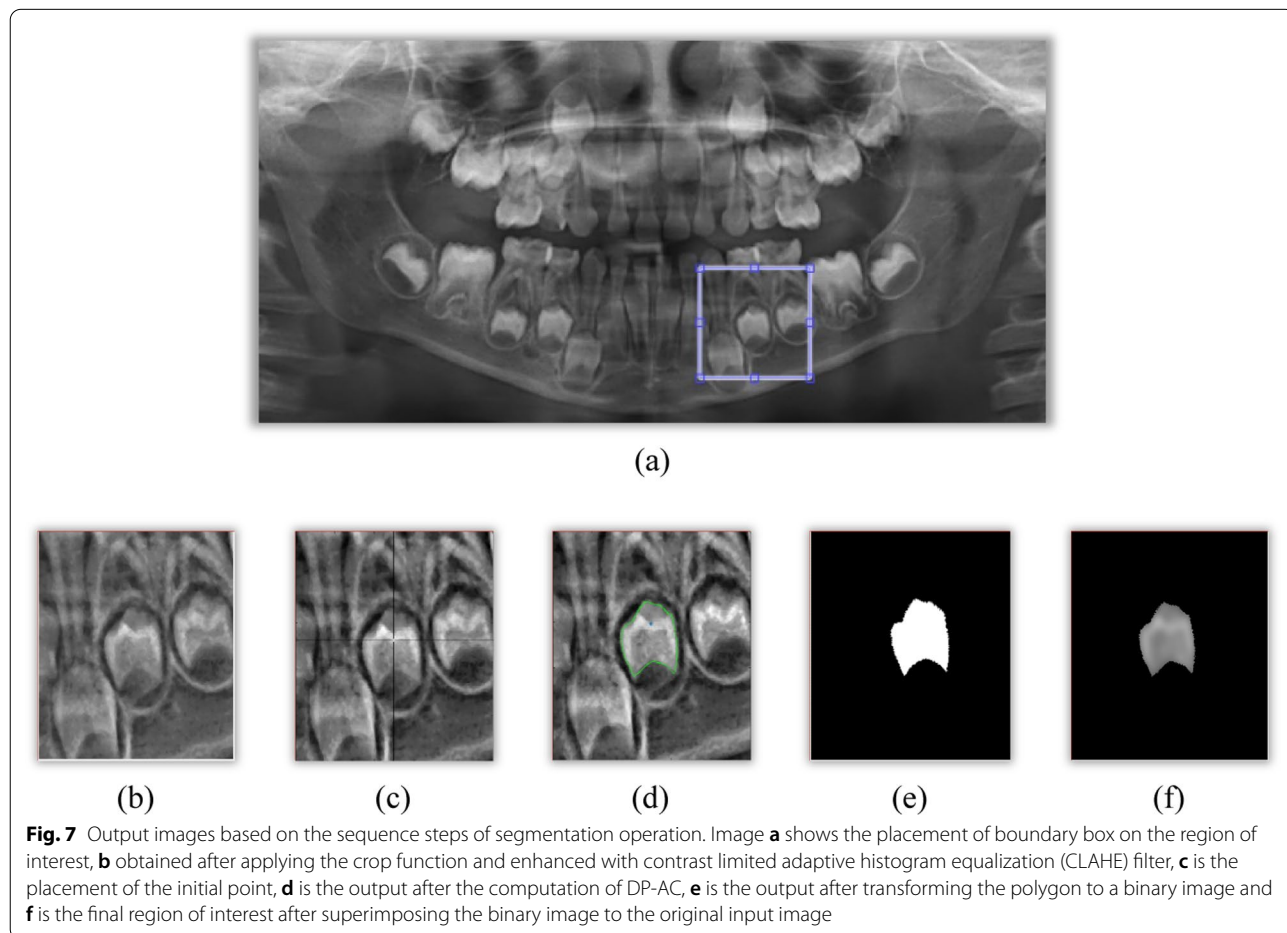 (a)
(b) (c) (d) (e) (f)
Fig. 7 Output images based on the sequence steps of segmentation operation. Image a shows the placement of boundary box on the region of
interest, b obtained after applying the crop function and enhanced with contrast limited adaptive histogram equalization (CLAHE) filter, c is the
placement of the initial point, d is the output after the computation of DP-AC, e is the output after transforming the polygon to a binary image and
f is the final region of interest after superimposing the binary image to the original input image